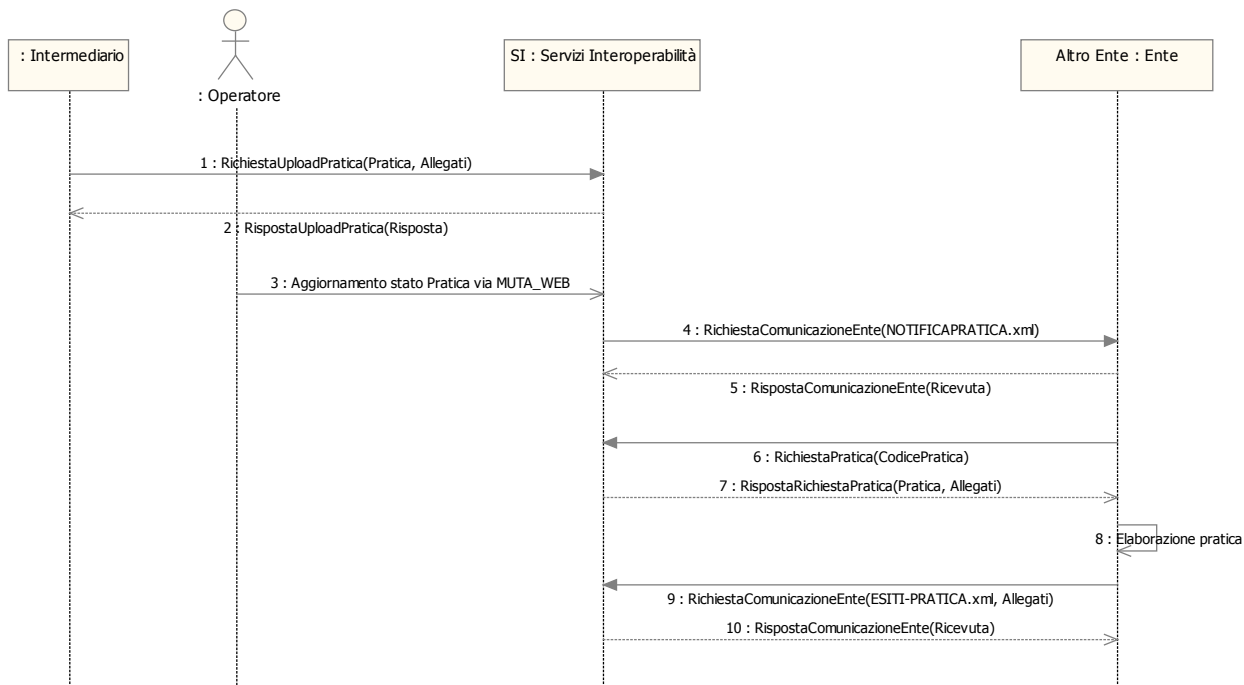 : Intermediario
: Operatore
SI : Servizi Interoperabilità
Altro Ente : Ente
1 : RichiestaUploadPratica(Pratica, Allegati)
2 : RispostaUploadPratica(Risposta)
3 : Aggiornamento stato Pratica via MUTA_WEB
4 : RichiestaComunicazioneEnte(NOTIFICAPRATICA.xml)
5 : RispostaComunicazioneEnte(Ricevuta)
6 : RichiestaPratica(CodicePratica)
7 : RispostaRichiestaPratica(Pratica, Allegati)
8 : Elaborazione pratica
9 : RichiestaComunicazioneEnte(ESITI-PRATICA.xml, Allegati)
10 : RispostaComunicazioneEnte(Ricevuta)